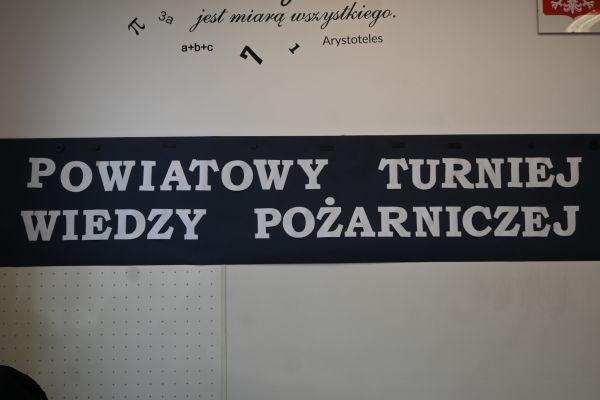 jest miarą wszystkiego.
π 3a
a+b+c 7 1 Arystoteles
POWIATOWY TURNIEJ
WIEDZY POŻARNICZEJ